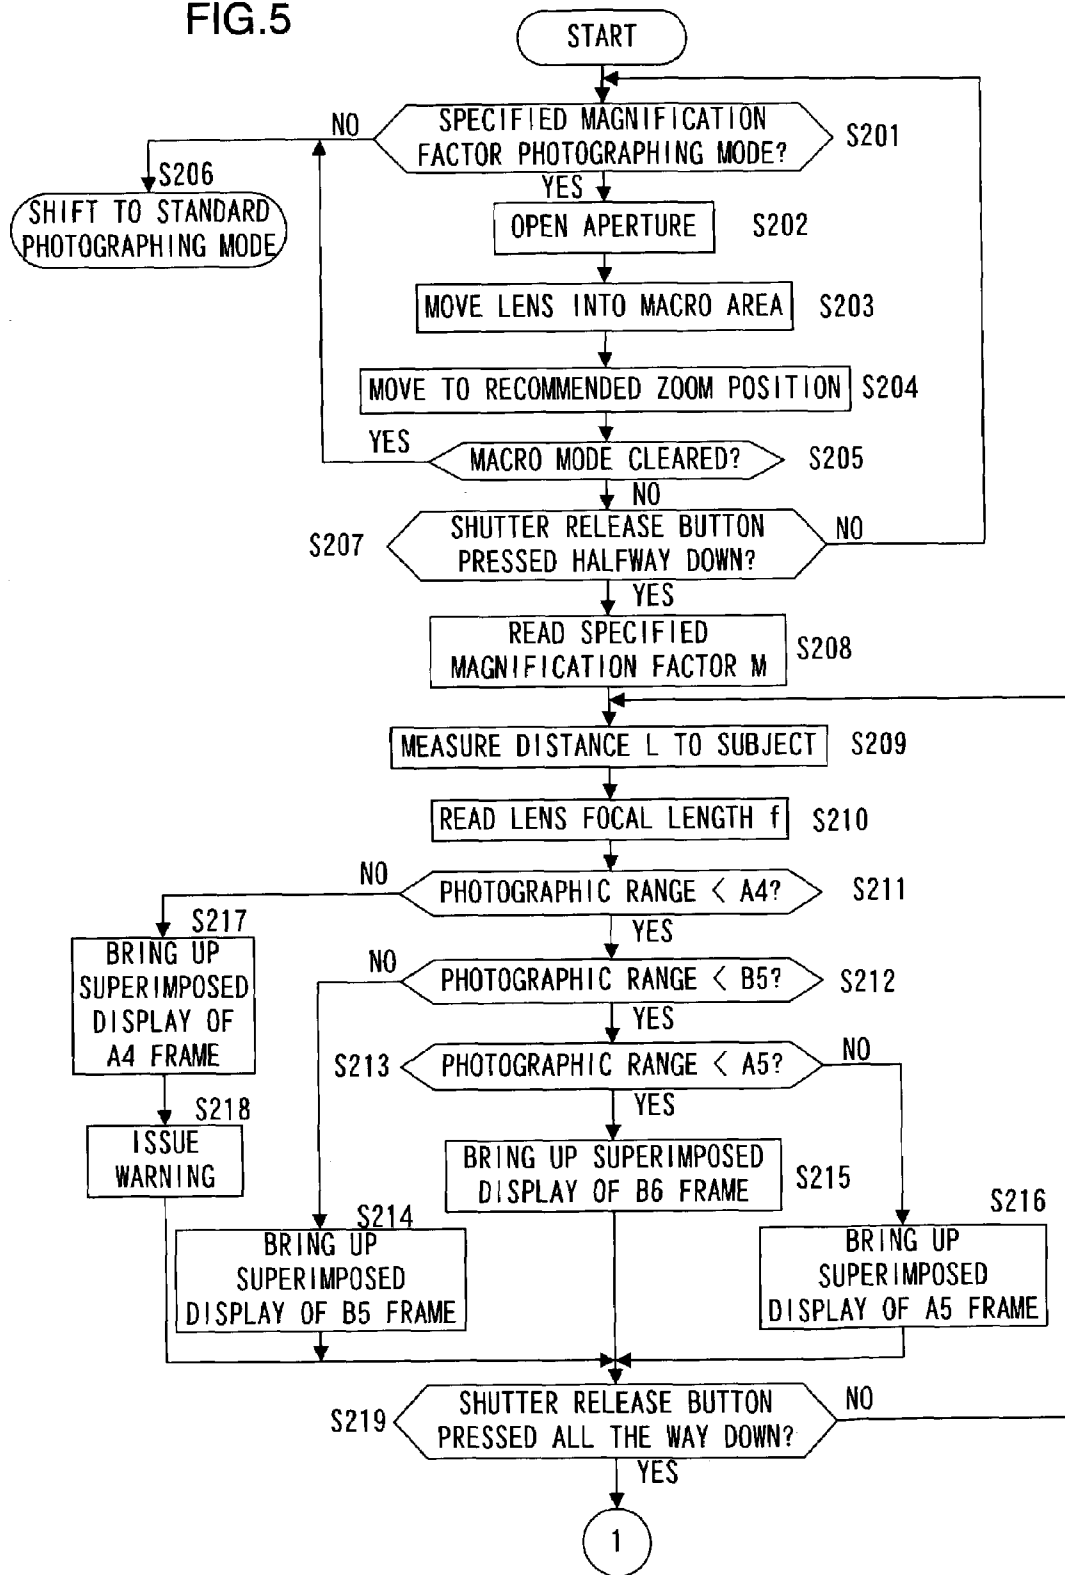 FIG.5
START
SPECIFIED MAGNIFICATION
FACTOR PHOTOGRAPHING MODE?
S201
NO
YES
S206
SHIFT TO STANDARD
PHOTOGRAPHING MODE
OPEN APERTURE
S202
MOVE LENS INTO MACRO AREA
S203
MOVE TO RECOMMENDED ZOOM POSITION
S204
YES
MACRO MODE CLEARED?
S205
NO
S207
SHUTTER RELEASE BUTTON
PRESSED HALFWAY DOWN?
NO
YES
READ SPECIFIED
MAGNIFICATION FACTOR M
S208
MEASURE DISTANCE L TO SUBJECT
S209
READ LENS FOCAL LENGTH f
S210
NO
PHOTOGRAPHIC RANGE < A4?
S211
YES
S217
BRING UP
SUPERIMPOSED
DISPLAY OF
A4 FRAME
NO
PHOTOGRAPHIC RANGE < B5?
S212
YES
S213
PHOTOGRAPHIC RANGE < A5?
NO
YES
S218
ISSUE
WARNING
BRING UP SUPERIMPOSED
DISPLAY OF B6 FRAME
S215
S214
BRING UP
SUPERIMPOSED
DISPLAY OF B5 FRAME
S216
BRING UP
SUPERIMPOSED
DISPLAY OF A5 FRAME
S219
SHUTTER RELEASE BUTTON
PRESSED ALL THE WAY DOWN?
NO
YES
1